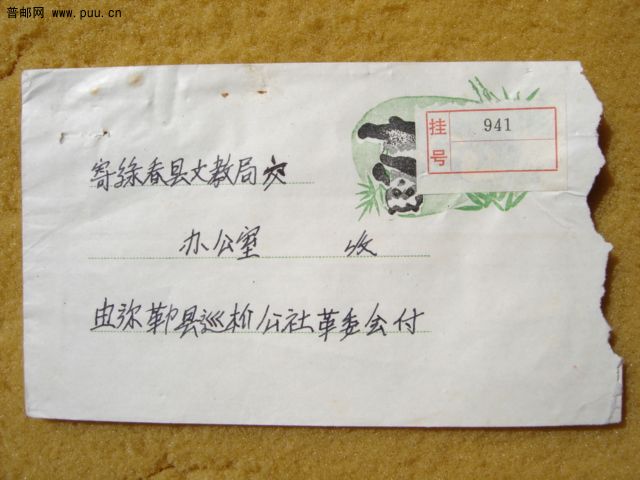 普邮网 www.puu.cn
挂号 941
寄绿春县文教局交
办公室 收
由弥勒县巡检公社革委会付